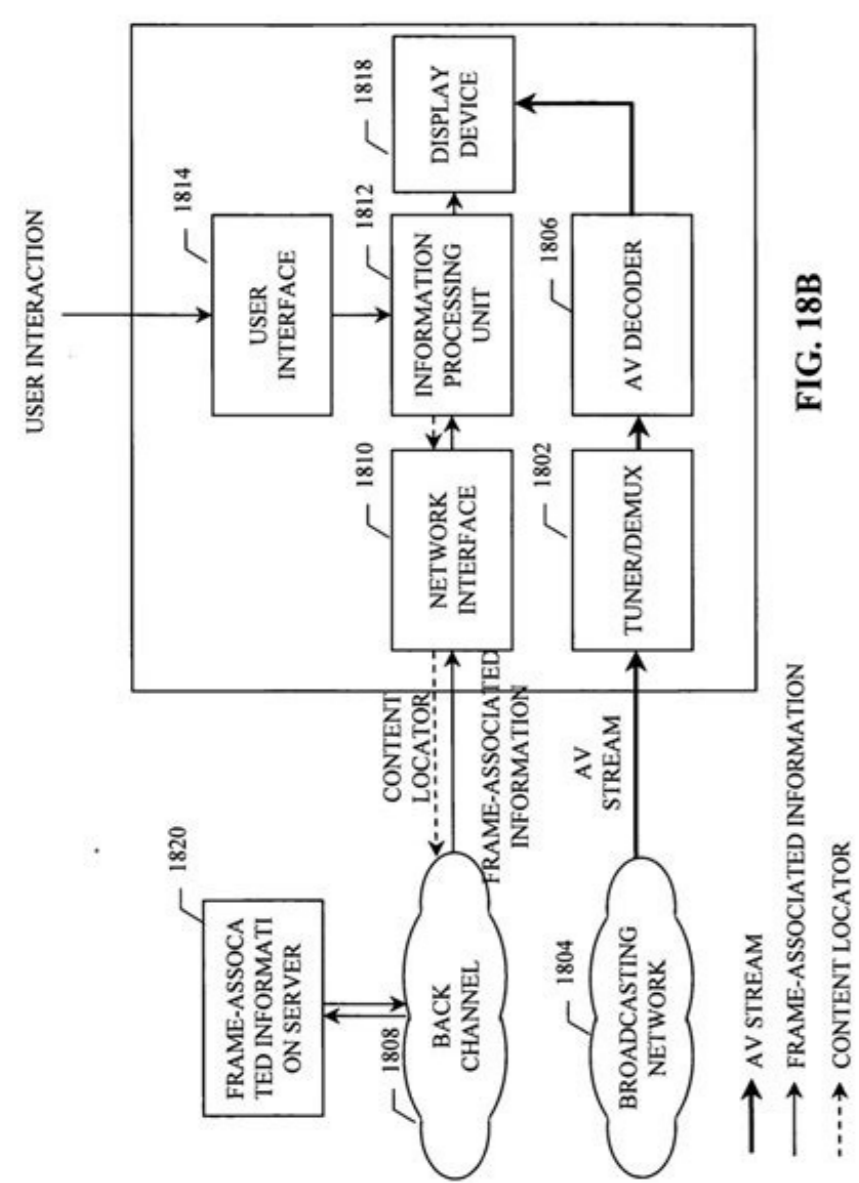 USER INTERACTION
1814
USER
INTERFACE
1820
FRAME-ASSOCA
TED INFORMATI
ON SERVER
1808
BACK
CHANNEL
CONTENT
LOCATOR
FRAME-ASSOCIATED
INFORMATION
1810
NETWORK
INTERFACE
1812
INFORMATION
PROCESSING
UNIT
1818
DISPLAY
DEVICE
1804
BROADCASTING
NETWORK
AV
STREAM
1802
TUNER/DEMUX
1806
AV DECODER
AV STREAM
FRAME-ASSOCIATED INFORMATION
CONTENT LOCATOR
FIG. 18B